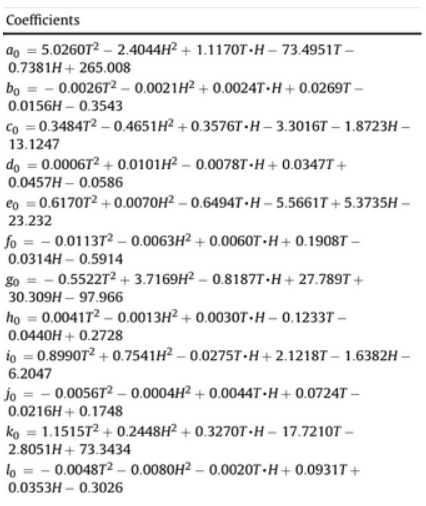 Coefficients
a₀ = 5.0260T² − 2.4044H² + 1.1170T·H − 73.4951T −
0.7381H + 265.008
b₀ = − 0.0026T² − 0.0021H² + 0.0024T·H + 0.0269T −
0.0156H − 0.3543
c₀ = 0.3484T² − 0.4651H² + 0.3576T·H − 3.3016T − 1.8723H −
13.1247
d₀ = 0.0006T² + 0.0101H² − 0.0078T·H + 0.0347T +
0.0457H − 0.0586
e₀ = 0.6170T² + 0.0070H² − 0.6494T·H − 5.5661T + 5.3735H −
23.232
f₀ = − 0.0113T² − 0.0063H² + 0.0060T·H + 0.1908T −
0.0314H − 0.5914
g₀ = − 0.5522T² + 3.7169H² − 0.8187T·H + 27.789T +
30.309H − 97.966
h₀ = 0.0041T² − 0.0013H² + 0.0030T·H − 0.1233T −
0.0440H + 0.2728
i₀ = 0.8990T² + 0.7541H² − 0.0275T·H + 2.1218T − 1.6382H −
6.2047
j₀ = − 0.0056T² − 0.0004H² + 0.0044T·H + 0.0724T −
0.0216H + 0.1748
k₀ = 1.1515T² + 0.2448H² + 0.3270T·H − 17.7210T −
2.8051H + 73.3434
l₀ = − 0.0048T² − 0.0080H² − 0.0020T·H + 0.0931T +
0.0353H − 0.3026